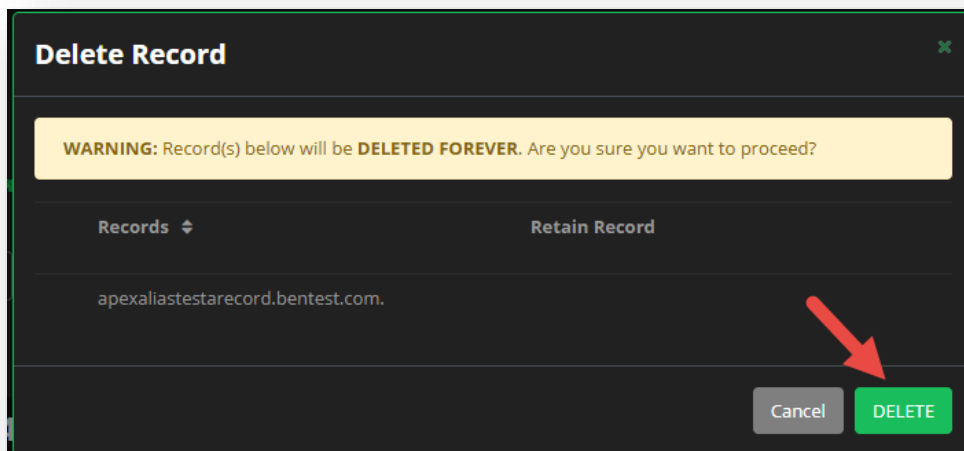 Delete Record
WARNING: Record(s) below will be DELETED FOREVER. Are you sure you want to proceed?
Records Retain Record
apexaliastestarecord.bentest.com.
Cancel DELETE